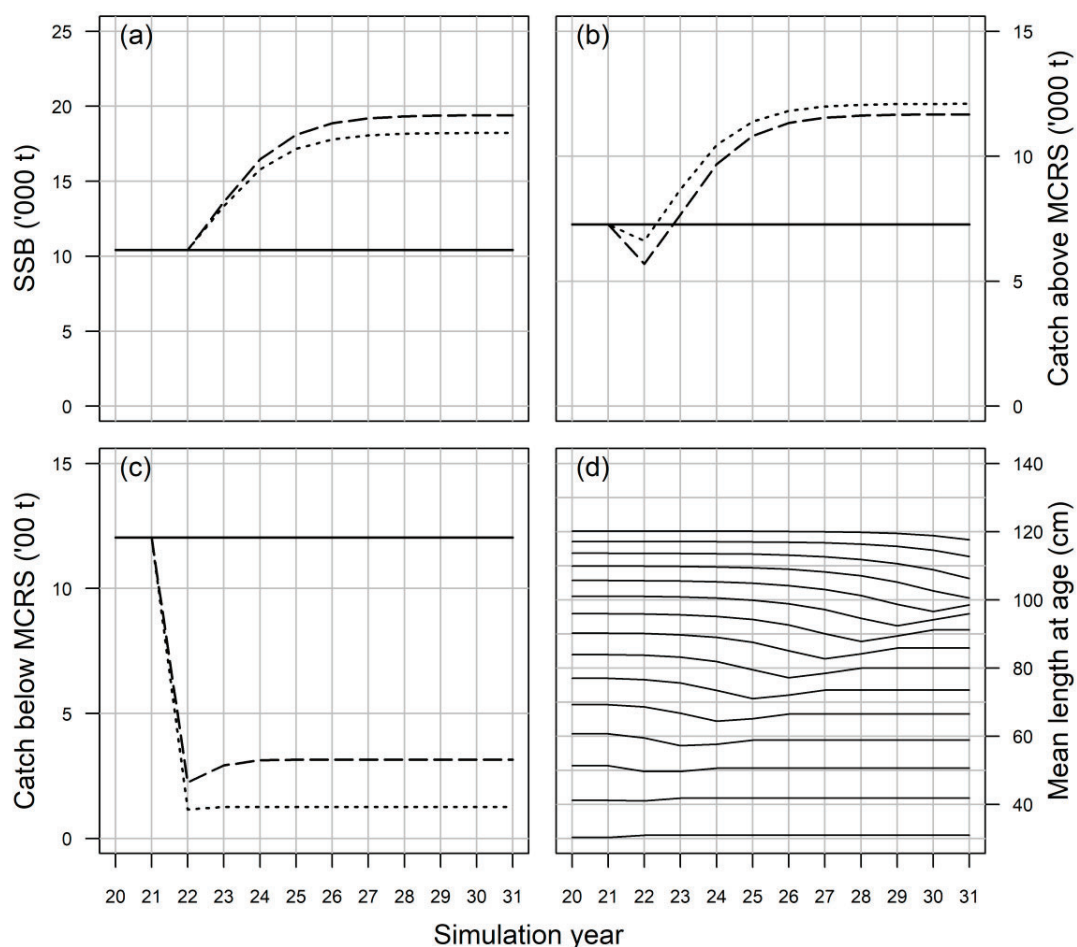 (a)
SSB ('000 t)
25
20
15
10
5
0
(b)
15
10
5
0
Catch above MCRS ('000 t)
(c)
Catch below MCRS ('00 t)
15
10
5
0
20 21 22 23 24 25 26 27 28 29 30 31
(d)
140
120
100
80
60
40
Mean length at age (cm)
20 21 22 23 24 25 26 27 28 29 30 31
Simulation year